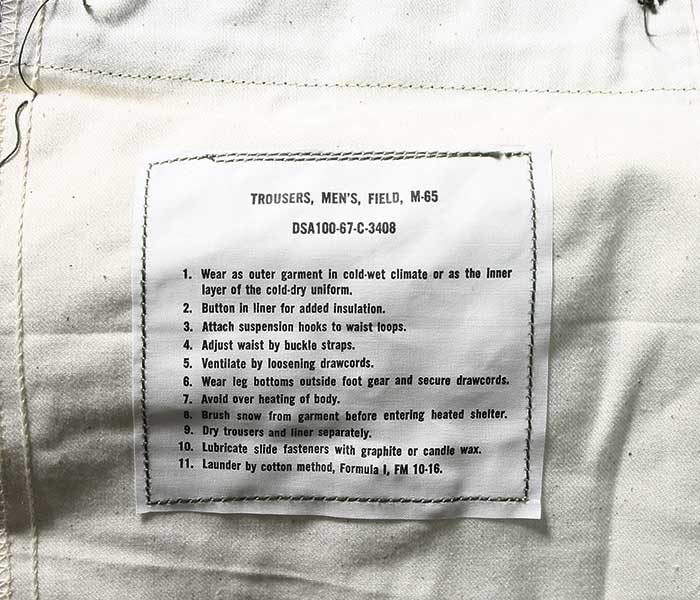 TROUSERS, MEN'S, FIELD, M-65
DSA100-67-C-3408
1. Wear as outer garment in cold-wet climate or as the inner
layer of the cold-dry uniform.
2. Button in liner for added insulation.
3. Attach suspension hooks to waist loops.
4. Adjust waist by buckle straps.
5. Ventilate by loosening drawcords.
6. Wear leg bottoms outside foot gear and secure drawcords.
7. Avoid over heating of body.
8. Brush snow from garment before entering heated shelter.
9. Dry trousers and liner separately.
10. Lubricate slide fasteners with graphite or candle wax.
11. Launder by cotton method, Formula I, FM 10-16.